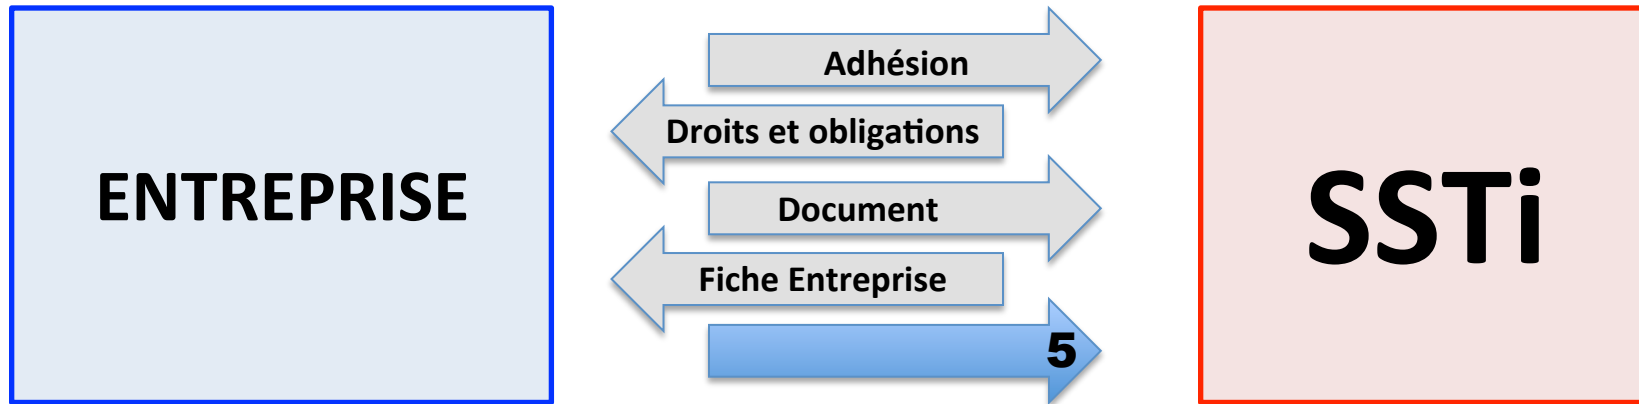 ENTREPRISE
Adhésion
Droits et obligations
Document
Fiche Entreprise
5
SSTi